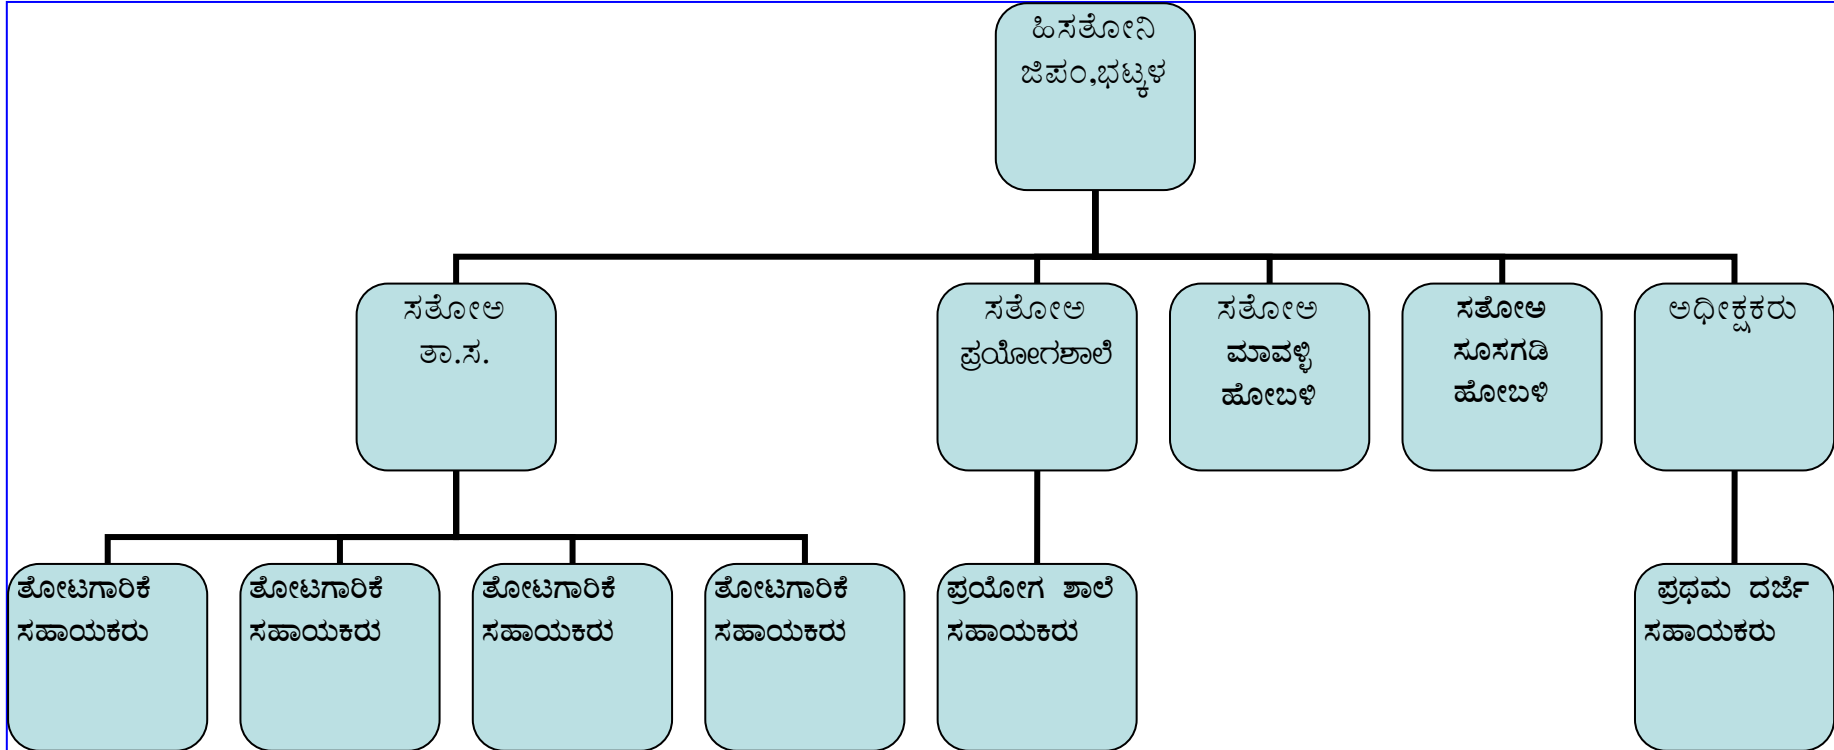 ಹಿಸತೋನಿ
ಜಿಪಂ,ಭಟ್ಕಳ
ಸತೋಅ
ತಾ.ಸ.
ಸತೋಅ
ಪ್ರಯೋಗಶಾಲೆ
ಸತೋಅ
ಮಾವಳ್ಳಿ
ಹೋಬಳಿ
ಸತೋಅ
ಸೂಸಗಡಿ
ಹೋಬಳಿ
ಅಧೀಕ್ಷಕರು
ತೋಟಗಾರಿಕೆ
ಸಹಾಯಕರು
ತೋಟಗಾರಿಕೆ
ಸಹಾಯಕರು
ತೋಟಗಾರಿಕೆ
ಸಹಾಯಕರು
ತೋಟಗಾರಿಕೆ
ಸಹಾಯಕರು
ಪ್ರಯೋಗ ಶಾಲೆ
ಸಹಾಯಕರು
ಪ್ರಥಮ ದರ್ಜೆ
ಸಹಾಯಕರು